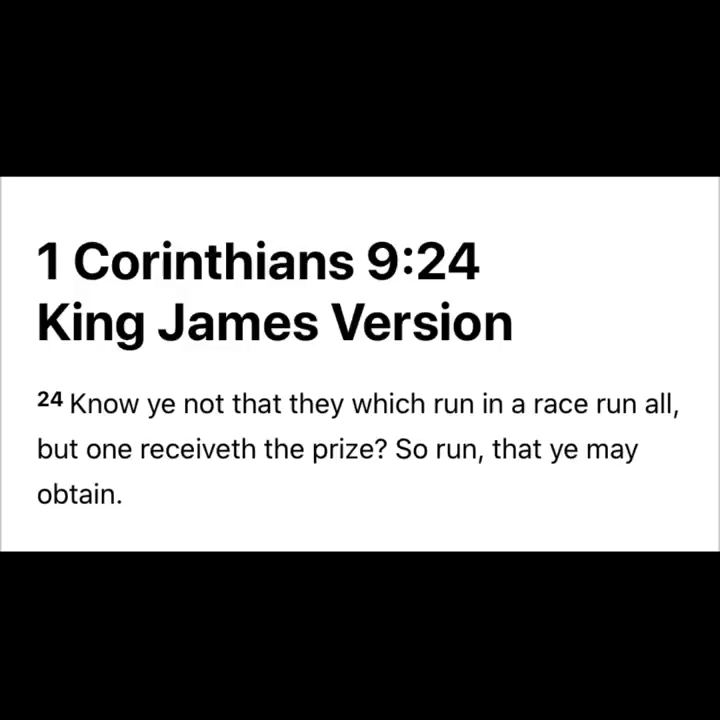 1 Corinthians 9:24
King James Version
24 Know ye not that they which run in a race run all,
but one receiveth the prize? So run, that ye may
obtain.